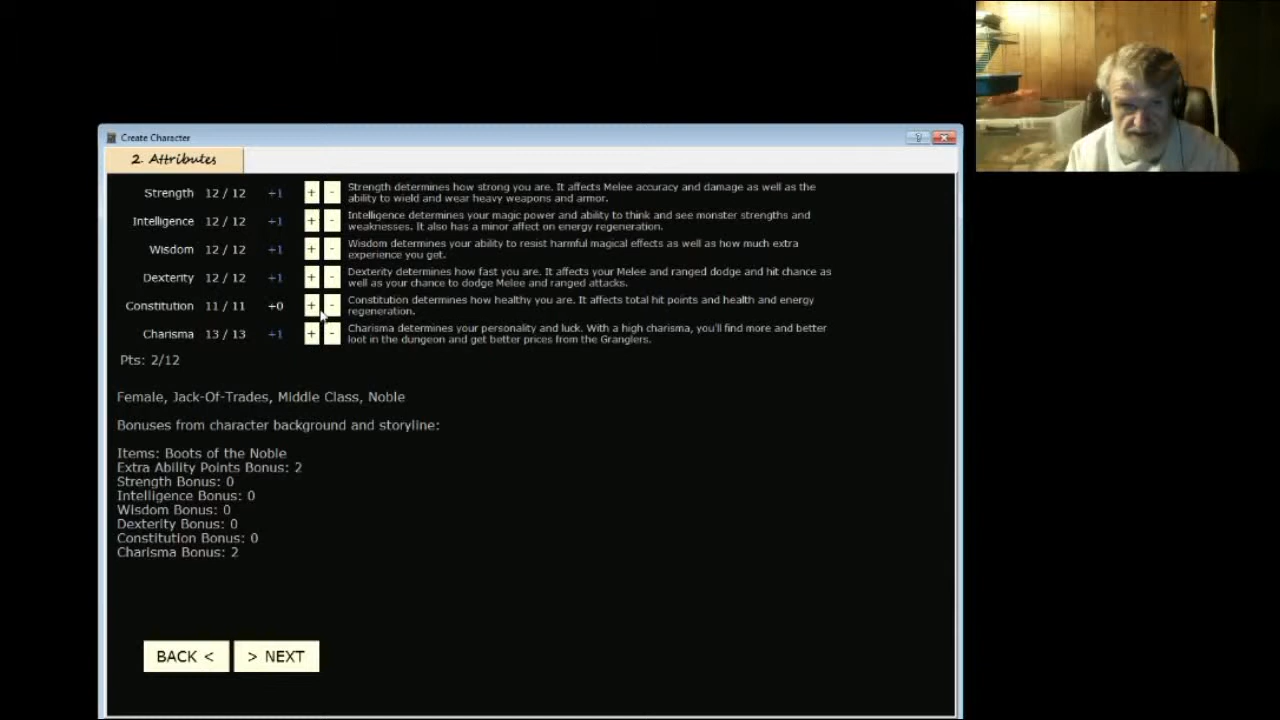 Create Character
2. Attributes
Strength 12 / 12 +1 + - Strength determines how strong you are. It affects Melee accuracy and damage as well as the
ability to wield and wear heavy weapons and armor.
Intelligence 12 / 12 +1 + - Intelligence determines your magic power and ability to think and see monster strengths and
weaknesses. It also has a minor affect on energy regeneration.
Wisdom 12 / 12 +1 + - Wisdom determines your ability to resist harmful magical effects as well as how much extra
experience you get.
Dexterity 12 / 12 +1 + - Dexterity determines how fast you are. It affects your Melee and ranged dodge and hit chance as
well as your chance to dodge Melee and ranged attacks.
Constitution 11 / 11 +0 + - Constitution determines how healthy you are. It affects total hit points and health and energy
regeneration.
Charisma 13 / 13 +1 + - Charisma determines your personality and luck. With a high charisma, you'll find more and better
loot in the dungeon and get better prices from the Granglers.
Pts: 2/12
Female, Jack-Of-Trades, Middle Class, Noble
Bonuses from character background and storyline:
Items: Boots of the Noble
Extra Ability Points Bonus: 2
Strength Bonus: 0
Intelligence Bonus: 0
Wisdom Bonus: 0
Dexterity Bonus: 0
Constitution Bonus: 0
Charisma Bonus: 2
BACK < > NEXT